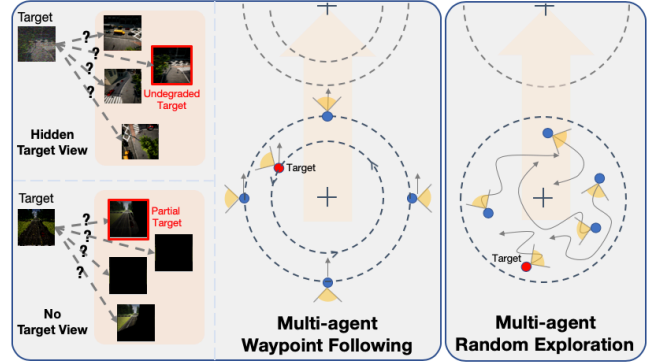 Target
?
?
?
?
Undegraded
Target
Hidden
Target View
Target
?
?
?
?
Partial
Target
No
Target View
Target
Multi-agent
Waypoint Following
Target
Multi-agent
Random Exploration